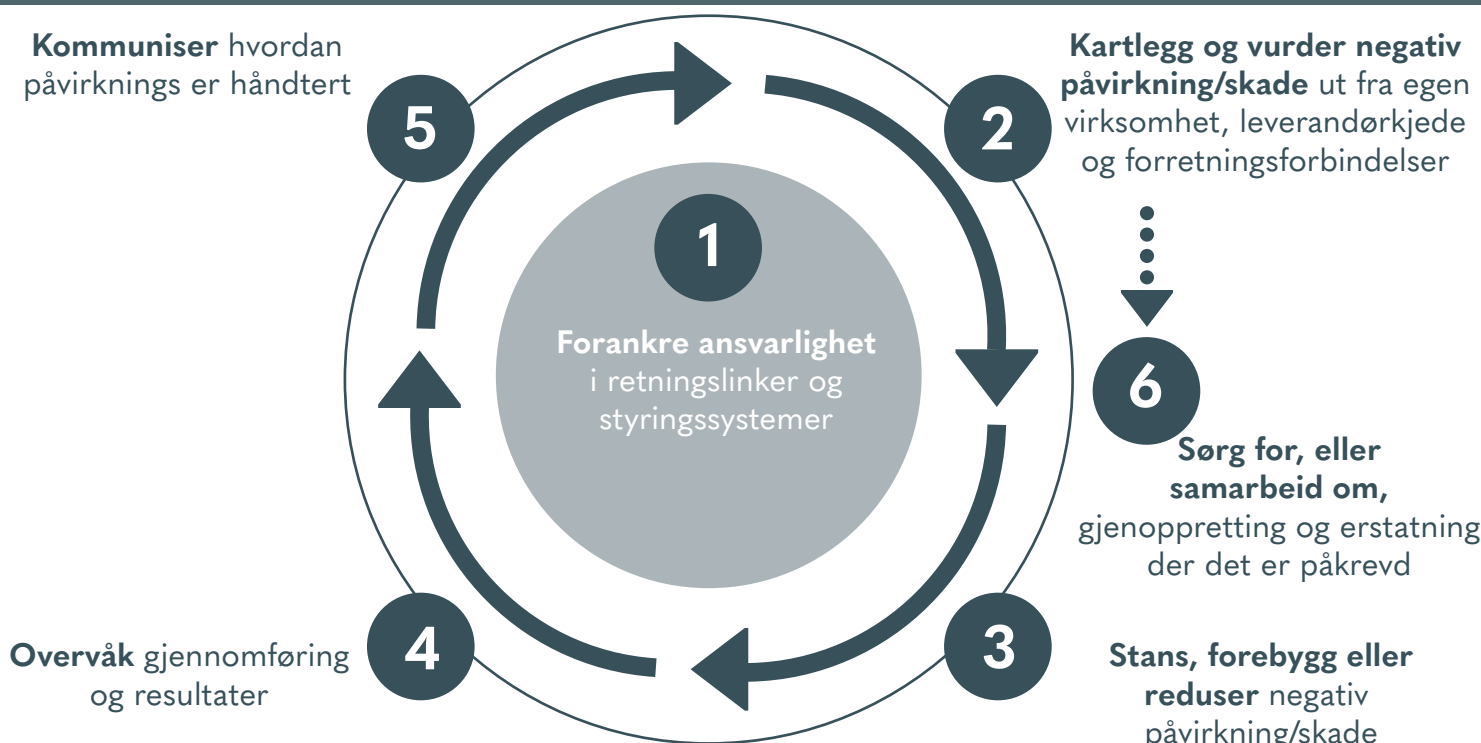 1
Forankre ansvarlighet
i retningslinker og
styringssystemer
2
Kartlegg og vurder negativ
påvirkning/skade ut fra egen
virksomhet, leverandørkjede
og forretningsforbindelser
6
Sørg for, eller
samarbeid om,
gjenoppretting og erstatning
der det er påkrevd
3
Stans, forebygg eller
reduser negativ
påvirkning/skade
4
Overvåk gjennomføring
og resultater
5
Kommuniser hvordan
påvirknings er håndtert